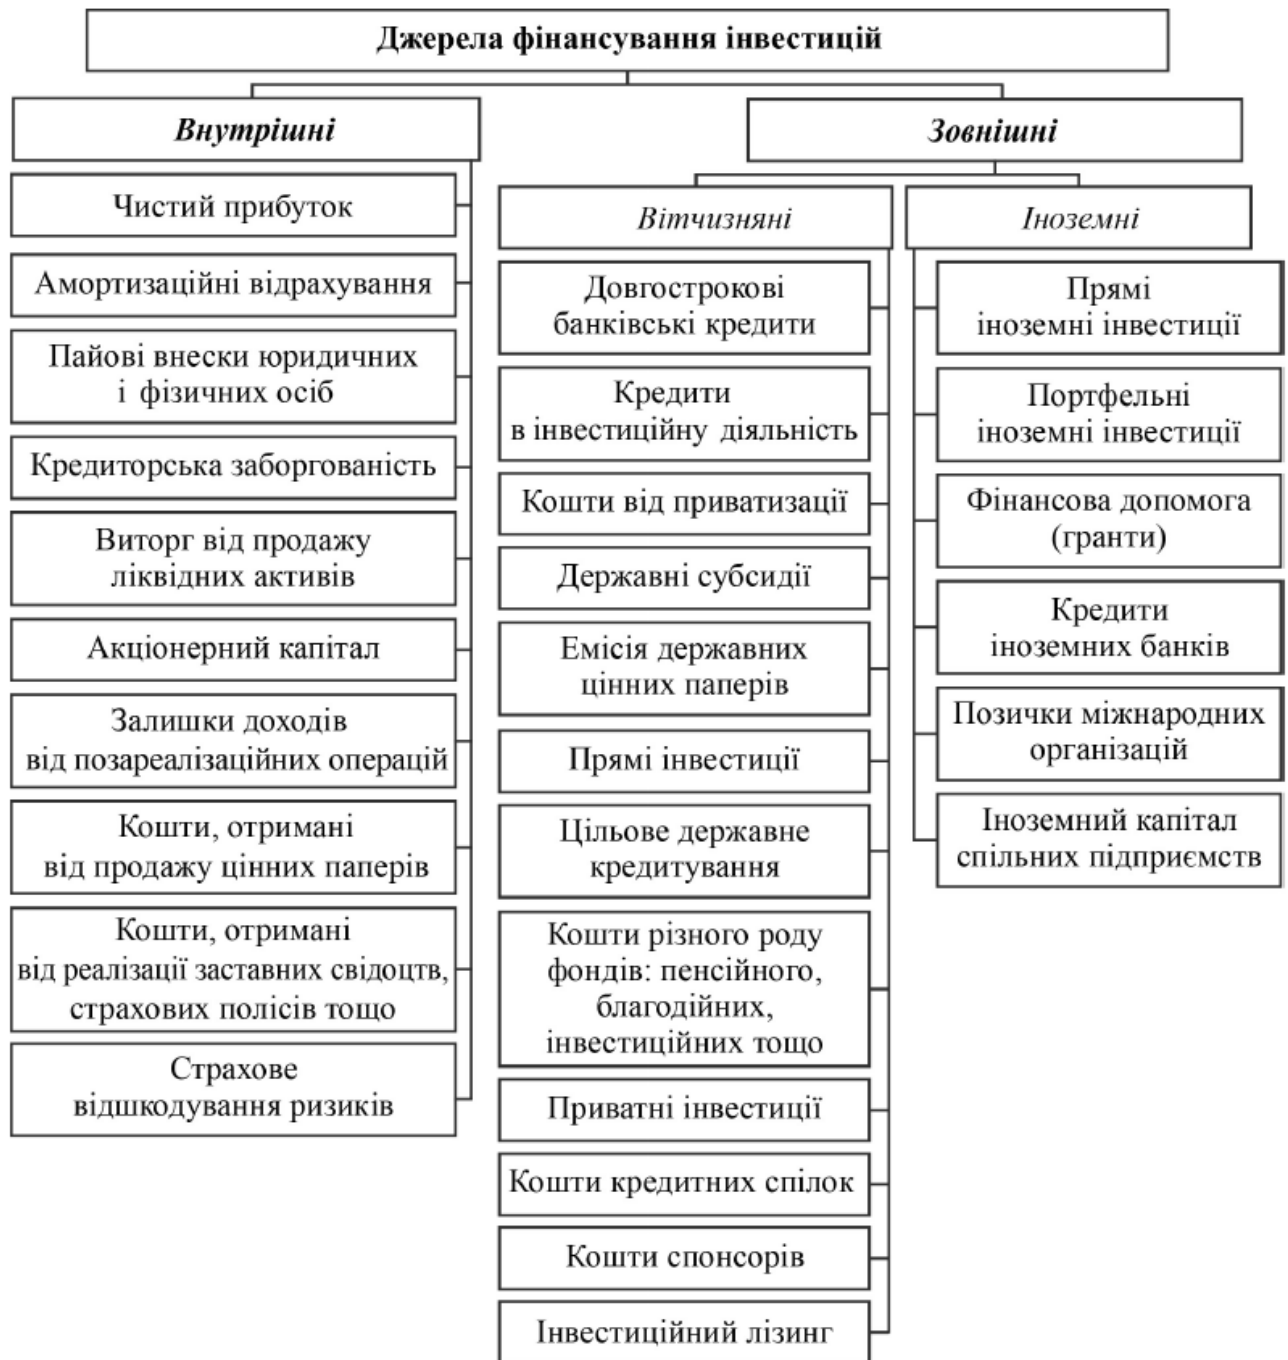 Джерела фінансування інвестицій
Внутрішні
Чистий прибуток
Амортизаційні відрахування
Пайові внески юридичних
і фізичних осіб
Кредиторська заборгованість
Виторг від продажу
ліквідних активів
Акціонерний капітал
Залишки доходів
від позареалізаційних операцій
Кошти, отримані
від продажу цінних паперів
Кошти, отримані
від реалізації заставних свідоцтв,
страхових полісів тощо
Страхове
відшкодування ризиків
Зовнішні
Вітчизняні
Довгострокові
банківські кредити
Кредити
в інвестиційну діяльність
Кошти від приватизації
Державні субсидії
Емісія державних
цінних паперів
Прямі інвестиції
Цільове державне
кредитування
Кошти різного роду
фондів: пенсійного,
благодійних,
інвестиційних тощо
Приватні інвестиції
Кошти кредитних спілок
Кошти спонсорів
Інвестиційний лізинг
Іноземні
Прямі
іноземні інвестиції
Портфельні
іноземні інвестиції
Фінансова допомога
(гранти)
Кредити
іноземних банків
Позички міжнародних
організацій
Іноземний капітал
спільних підприємств